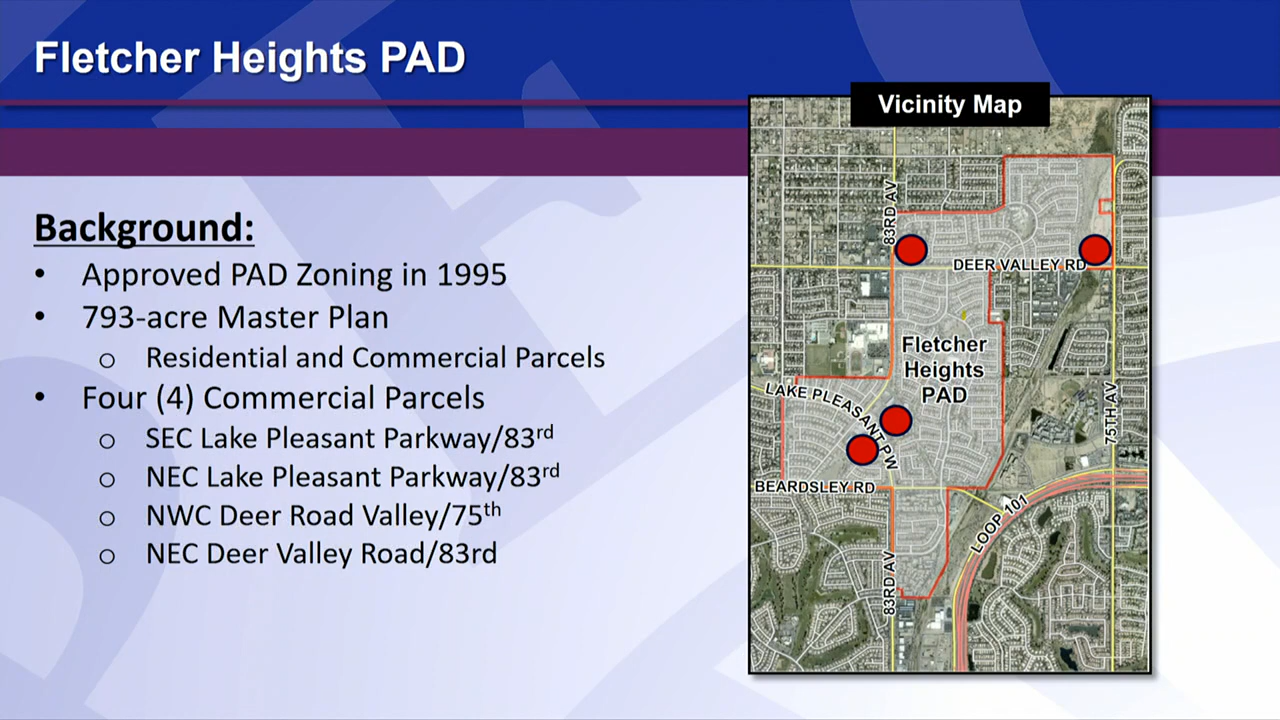 Fletcher Heights PAD
Vicinity Map
Background:
• Approved PAD Zoning in 1995
• 793-acre Master Plan
o Residential and Commercial Parcels
• Four (4) Commercial Parcels
o SEC Lake Pleasant Parkway/83rd
o NEC Lake Pleasant Parkway/83rd
o NWC Deer Road Valley/75th
o NEC Deer Valley Road/83rd
83RD AV
DEER VALLEY RD
Fletcher
Heights
PAD
LAKE PLEASANT PW
75TH AV
BEARDSLEY RD
LOOP 101
83RD AV